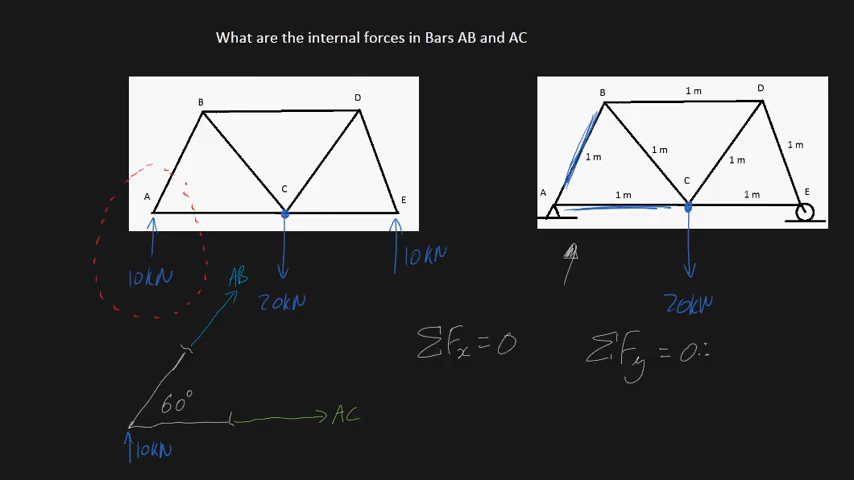 What are the internal forces in Bars AB and AC
B D
A C E
10kN 20kN 10kN
B 1 m D
1 m 1 m 1 m 1 m
A 1 m C 1 m E
20kN
AB
60°
AC
10kN
ΣFx = 0
ΣFy = 0 ∴